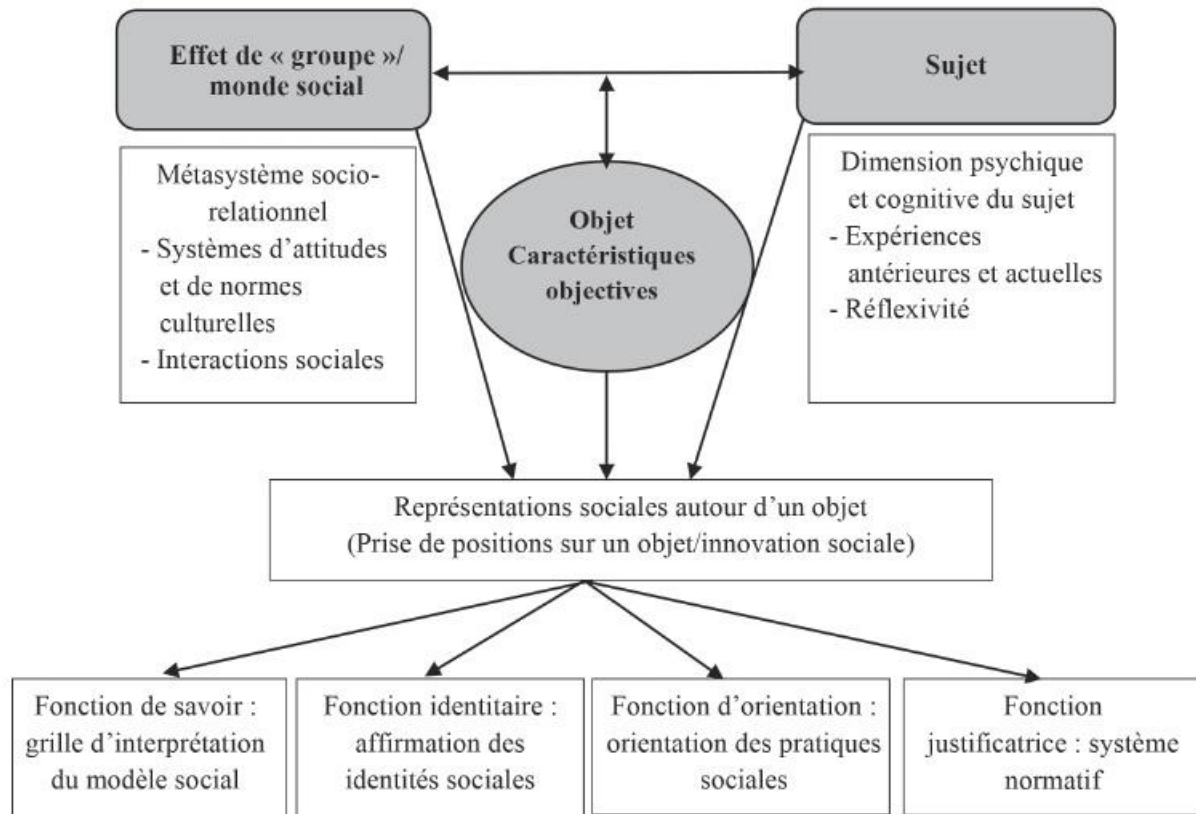 Effet de « groupe »/
monde social
Sujet
Métasystème socio-
relationnel
- Systèmes d'attitudes
et de normes
culturelles
- Interactions sociales
Objet
Caractéristiques
objectives
Dimension psychique
et cognitive du sujet
- Expériences
antérieures et actuelles
- Réflexivité
Représentations sociales autour d'un objet
(Prise de positions sur un objet/innovation sociale)
Fonction de savoir :
grille d'interprétation
du modèle social
Fonction identitaire :
affirmation des
identités sociales
Fonction d'orientation :
orientation des pratiques
sociales
Fonction
justificatrice : système
normatif